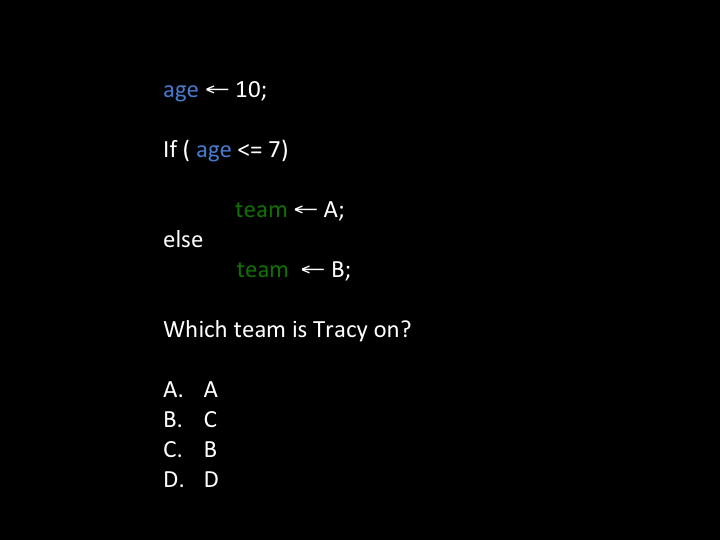 age ← 10;
If ( age <= 7)
team ← A;
else
team ← B;
Which team is Tracy on?
A. A
B. C
C. B
D. D